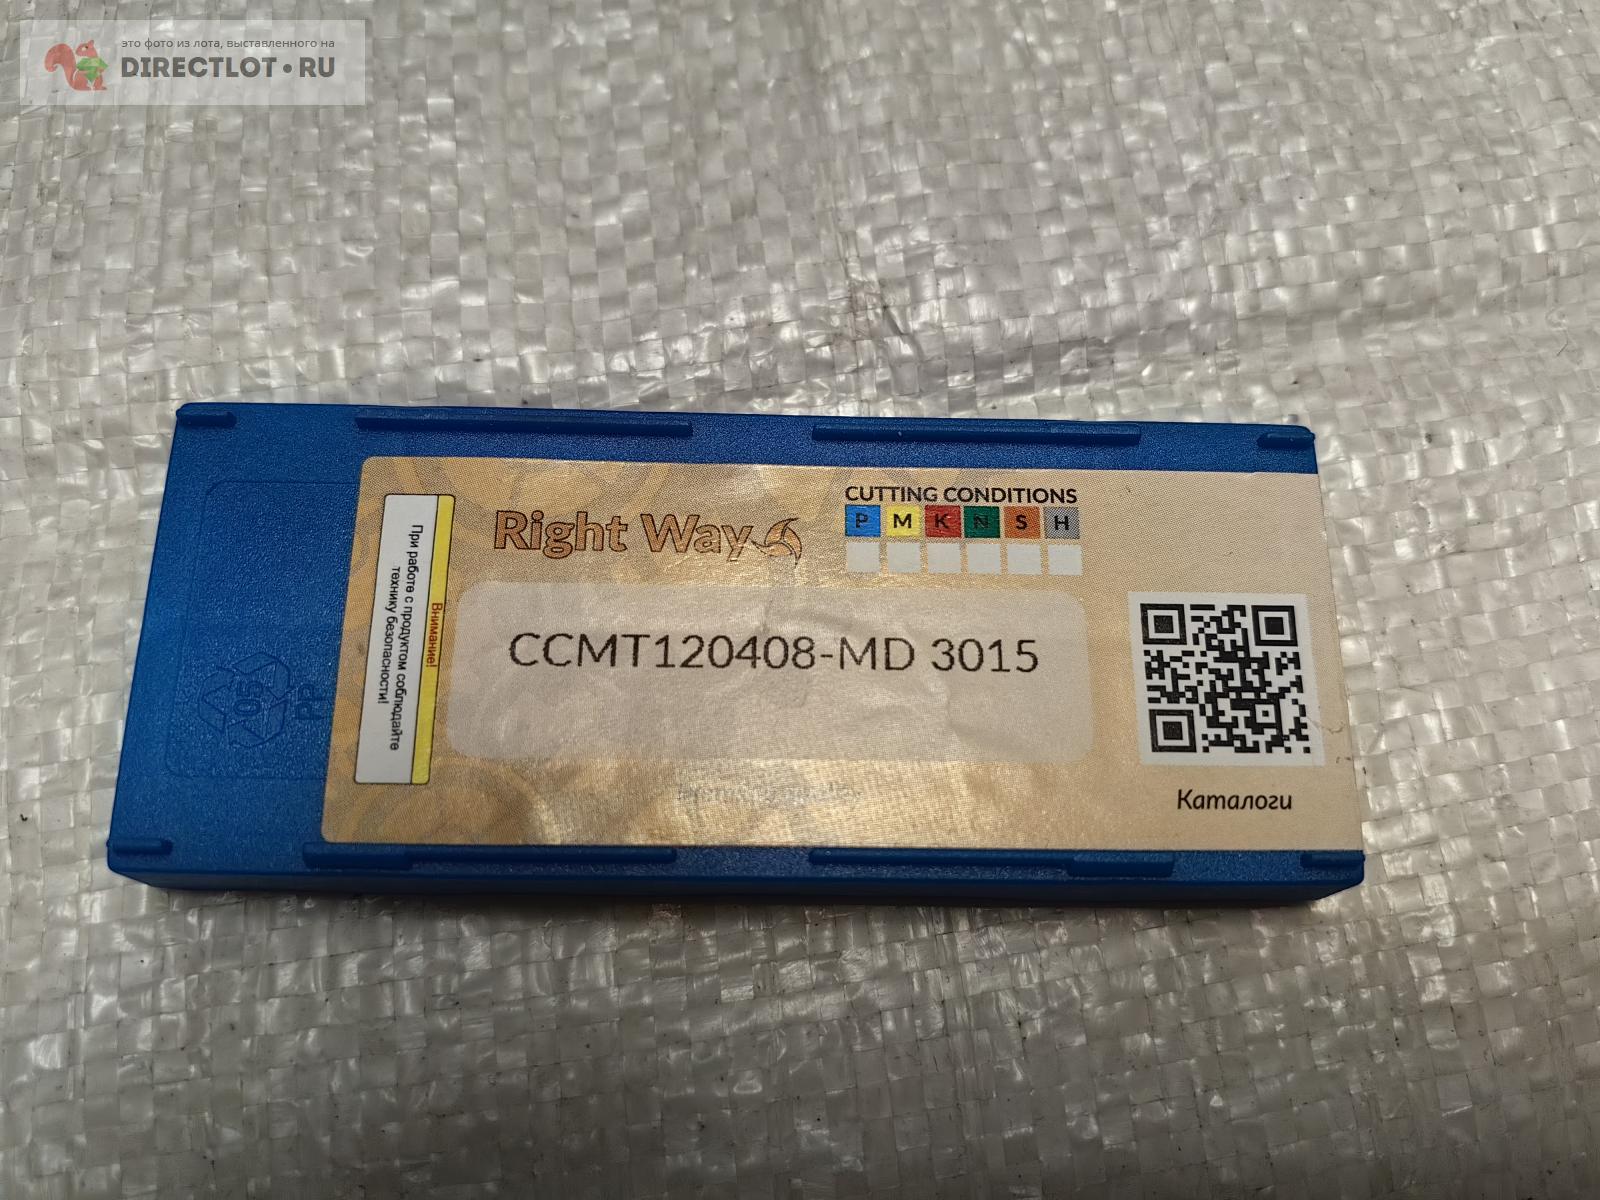 это фото из лота, выставленного на
DIRECTLOT•RU
CUTTING CONDITIONS
P M K N S H
Right Way
Внимание!
При работе с продуктом соблюдайте
технику безопасности!
CCMT120408-MD 3015
05
PP
Каталоги